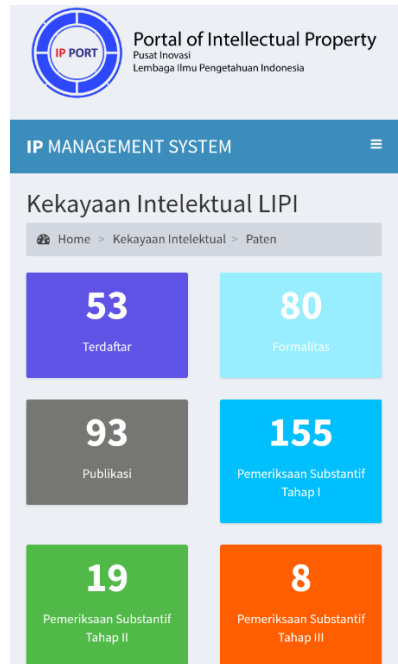 IP PORT
Portal of Intellectual Property
Pusat Inovasi
Lembaga Ilmu Pengetahuan Indonesia
IP MANAGEMENT SYSTEM
Kekayaan Intelektual LIPI
Home > Kekayaan Intelektual > Paten
53
Terdaftar
80
Formalitas
93
Publikasi
155
Pemeriksaan Substantif
Tahap I
19
Pemeriksaan Substantif
Tahap II
8
Pemeriksaan Substantif
Tahap III